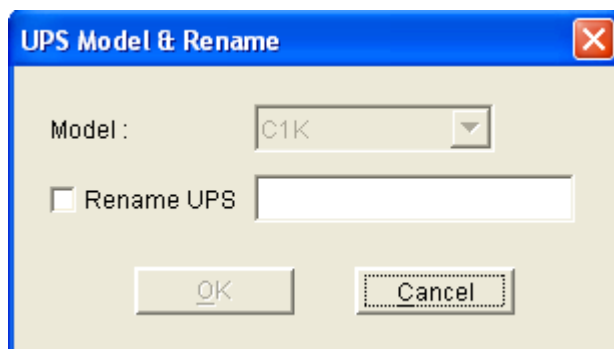 UPS Model & Rename
Model : C1K
Rename UPS
OK Cancel